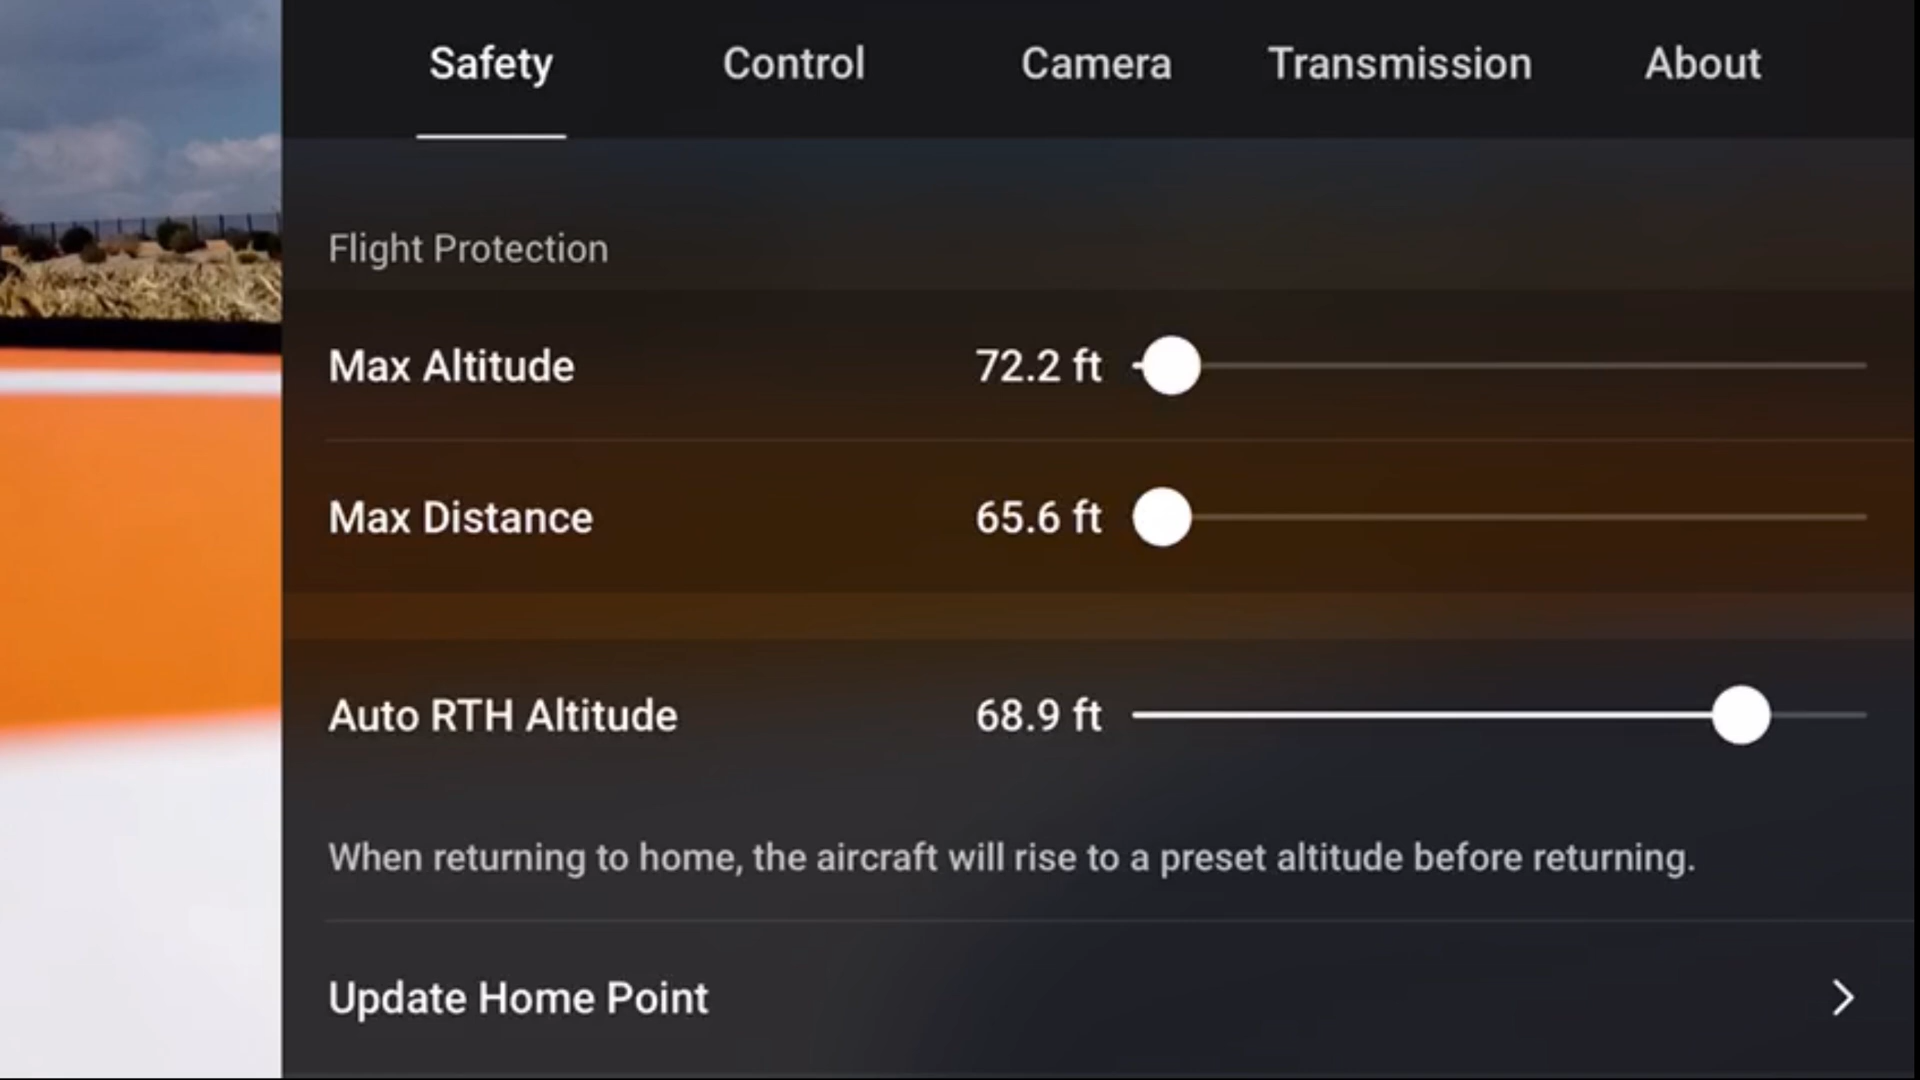 Safety Control Camera Transmission About
Flight Protection
Max Altitude 72.2 ft
Max Distance 65.6 ft
Auto RTH Altitude 68.9 ft
When returning to home, the aircraft will rise to a preset altitude before returning.
Update Home Point